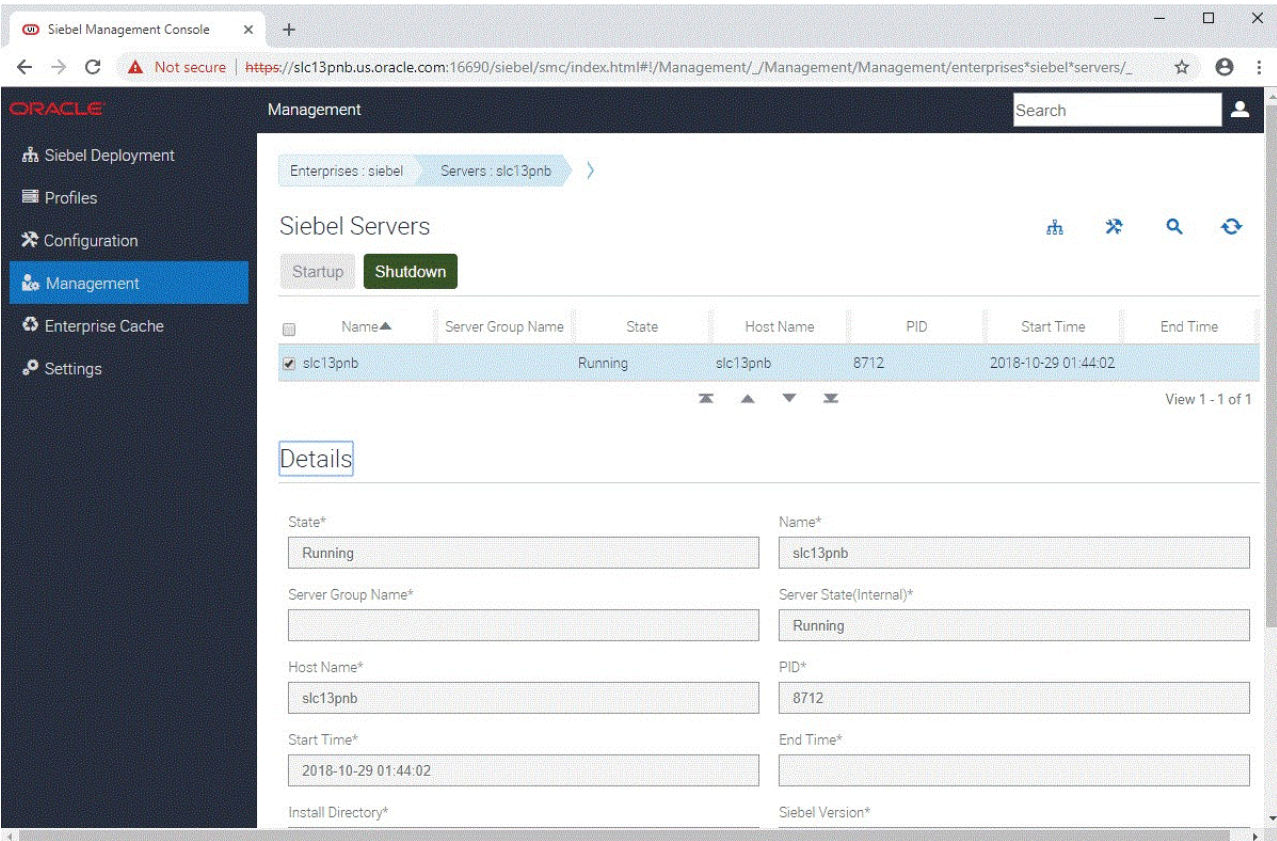 Siebel Management Console
Not secure | https://slc13pnb.us.oracle.com:16690/siebel/smc/index.html#!/Management/_/Management/Management/enterprises*siebel*servers/_
ORACLE
Management
Search
Siebel Deployment
Profiles
Configuration
Management
Enterprise Cache
Settings
Enterprises : siebel
Servers : slc13pnb
Siebel Servers
Startup
Shutdown
Name Server Group Name State Host Name PID Start Time End Time
slc13pnb Running slc13pnb 8712 2018-10-29 01:44:02
View 1 - 1 of 1
Details
State* Name*
Running slc13pnb
Server Group Name* Server State(Internal)*
Running
Host Name* PID*
slc13pnb 8712
Start Time* End Time*
2018-10-29 01:44:02
Install Directory* Siebel Version*